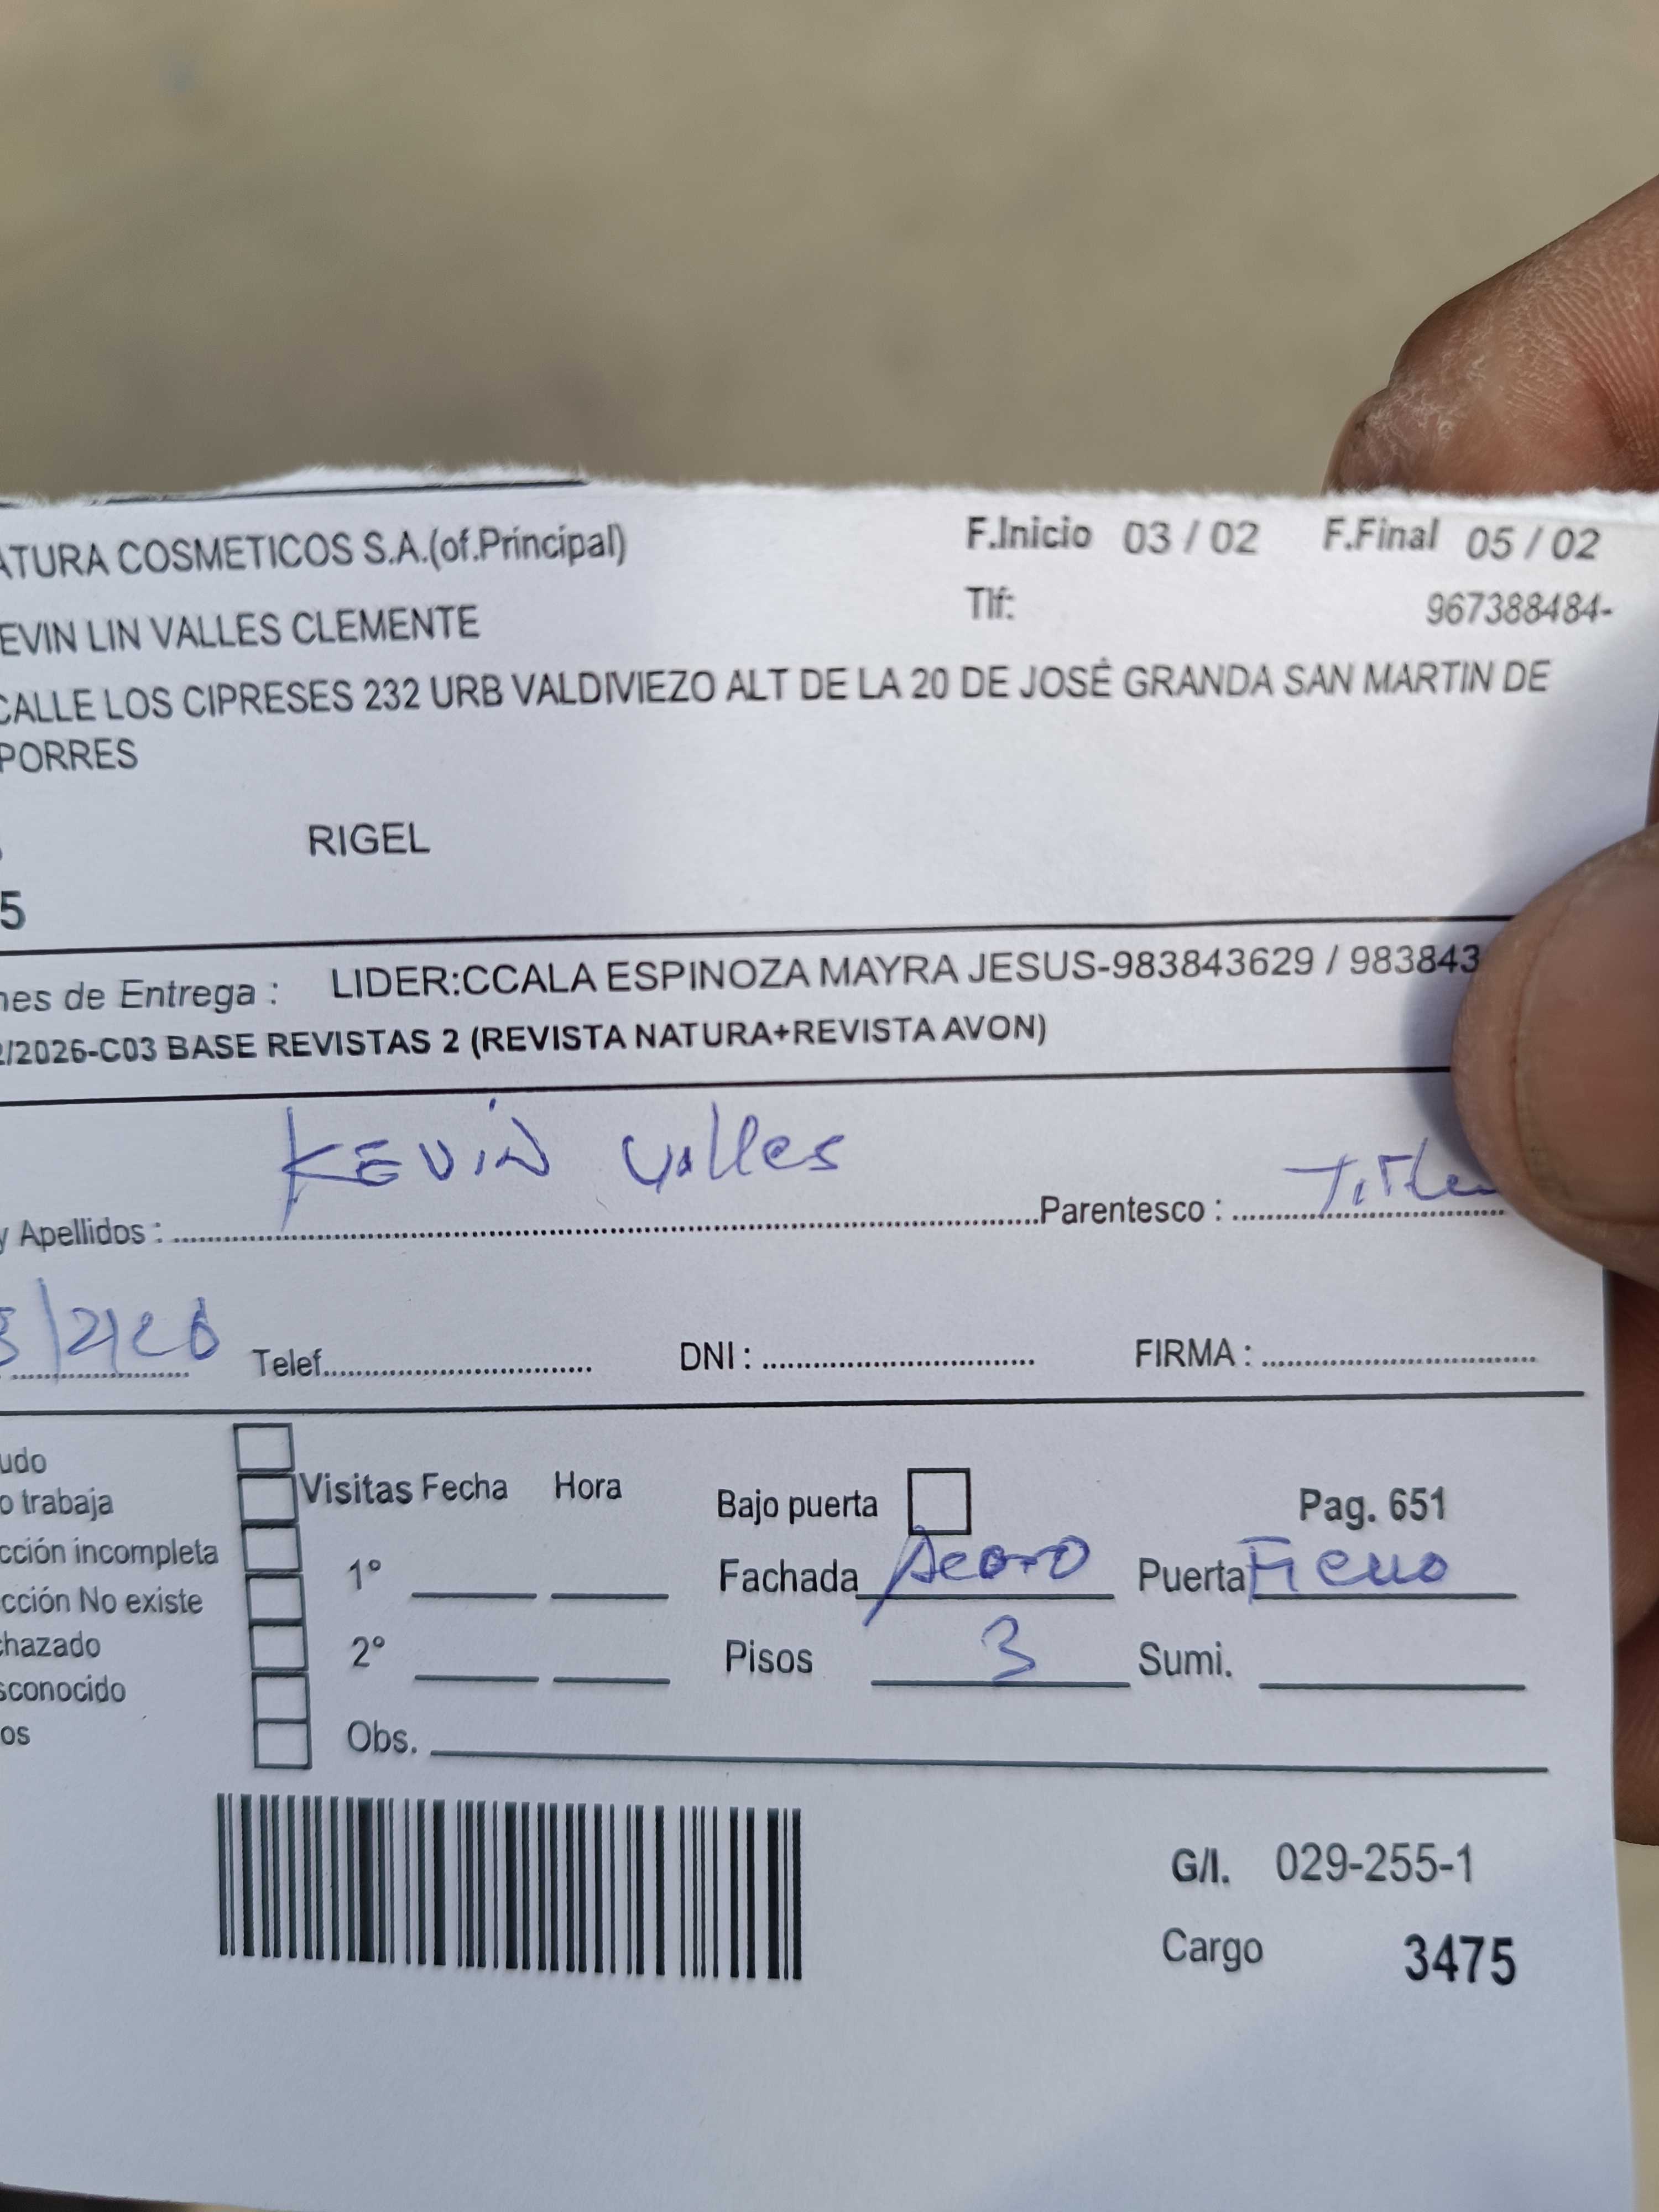 ATURA COSMETICOS S.A.(of.Principal) F.Inicio 03 / 02 F.Final 05 / 02
EVIN LIN VALLES CLEMENTE Tlf: 967388484-
CALLE LOS CIPRESES 232 URB VALDIVIEZO ALT DE LA 20 DE JOSÉ GRANDA SAN MARTIN DE
PORRES
RIGEL
5
nes de Entrega : LIDER:CCALA ESPINOZA MAYRA JESUS-983843629 / 983843
2/2026-C03 BASE REVISTAS 2 (REVISTA NATURA+REVISTA AVON)
KEVIN Valles
y Apellidos : Parentesco :
Telef. DNI : FIRMA :
udo
o trabaja Visitas Fecha Hora Bajo puerta Pag. 651
cción incompleta 1° Fachada Puerta Fierro
cción No existe
chazado 2° Pisos 3 Sumi.
sconocido
os Obs.
G/I. 029-255-1
Cargo 3475